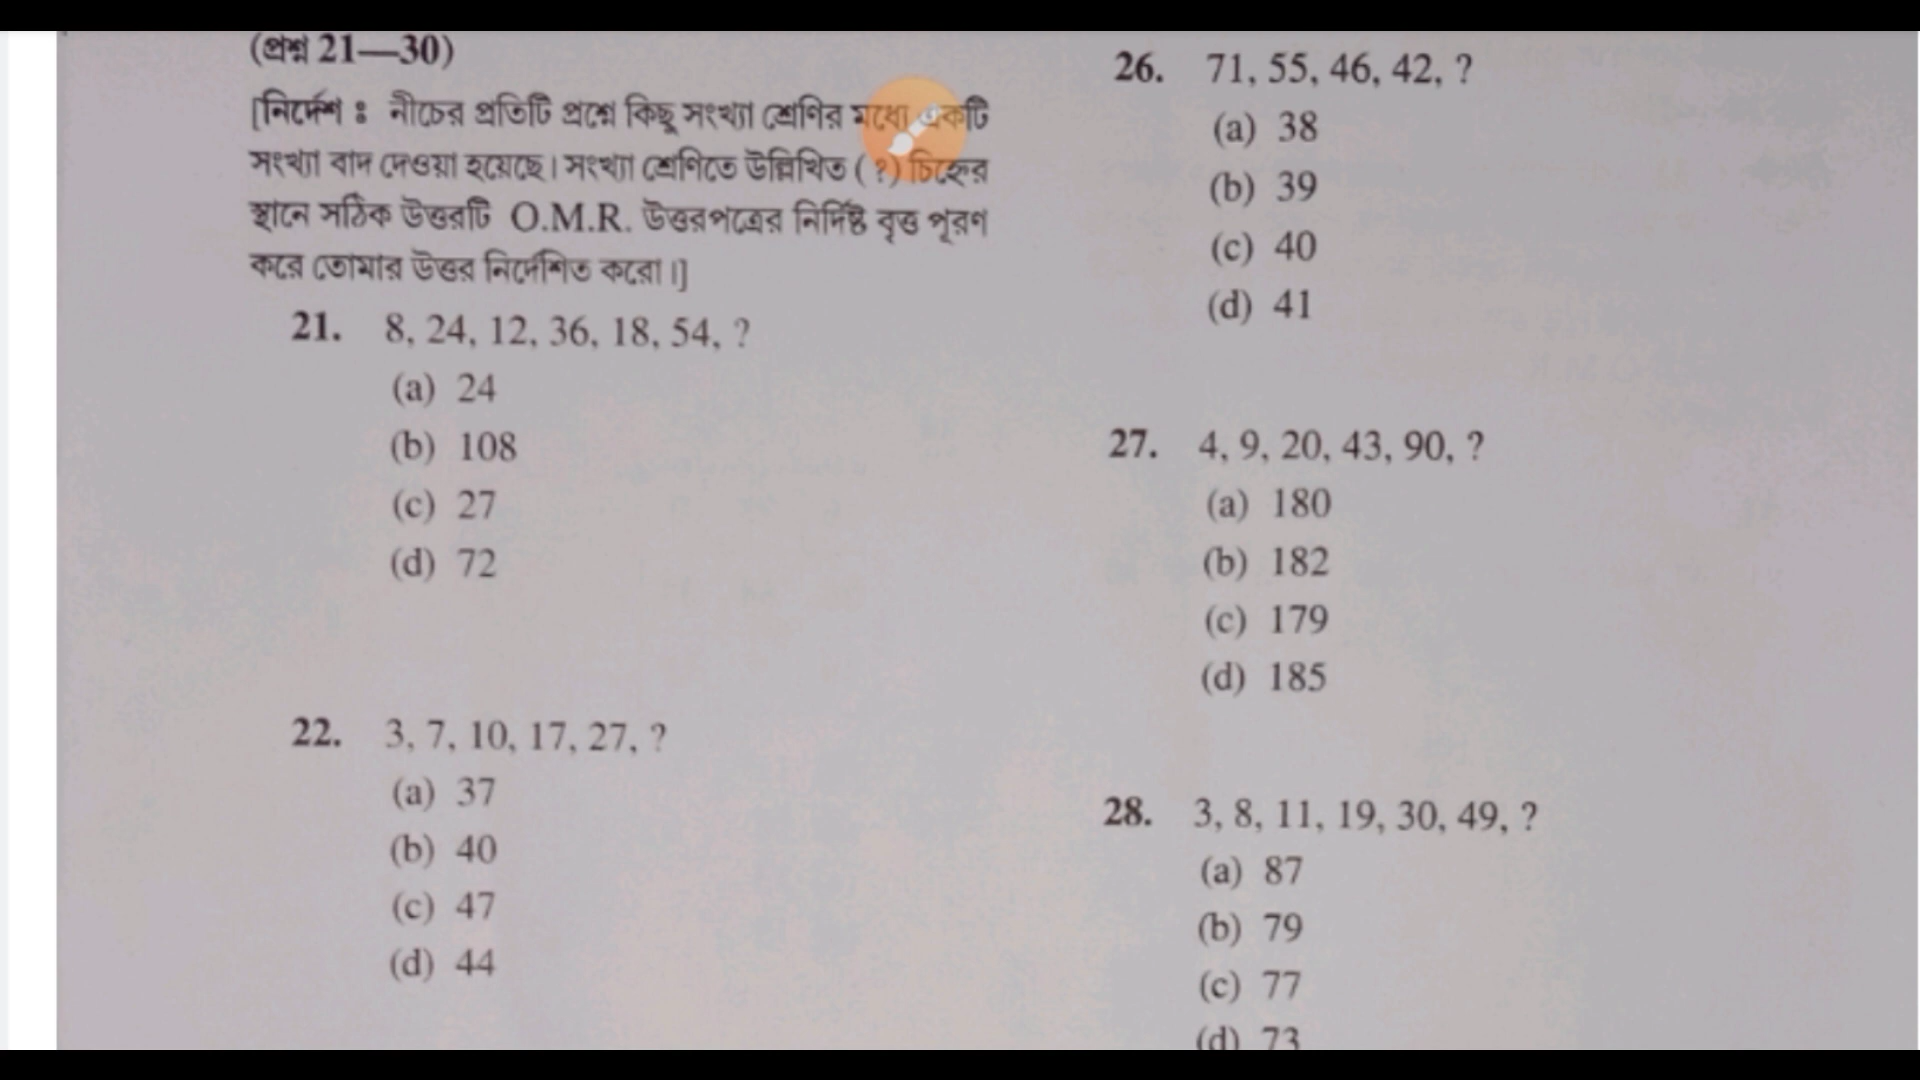 (প্রশ্ন 21—30)
[নির্দেশ ঃ নীচের প্রতিটি প্রশ্নে কিছু সংখ্যা শ্রেণির মধ্যে একটি
সংখ্যা বাদ দেওয়া হয়েছে। সংখ্যা শ্রেণিতে উল্লিখিত (?) চিহ্নের
স্থানে সঠিক উত্তরটি O.M.R. উত্তরপত্রের নির্দিষ্ট বৃত্ত পূরণ
করে তোমার উত্তর নির্দেশিত করো।]
21. 8, 24, 12, 36, 18, 54, ?
(a) 24
(b) 108
(c) 27
(d) 72
22. 3, 7, 10, 17, 27, ?
(a) 37
(b) 40
(c) 47
(d) 44
26. 71, 55, 46, 42, ?
(a) 38
(b) 39
(c) 40
(d) 41
27. 4, 9, 20, 43, 90, ?
(a) 180
(b) 182
(c) 179
(d) 185
28. 3, 8, 11, 19, 30, 49, ?
(a) 87
(b) 79
(c) 77
(d) 73